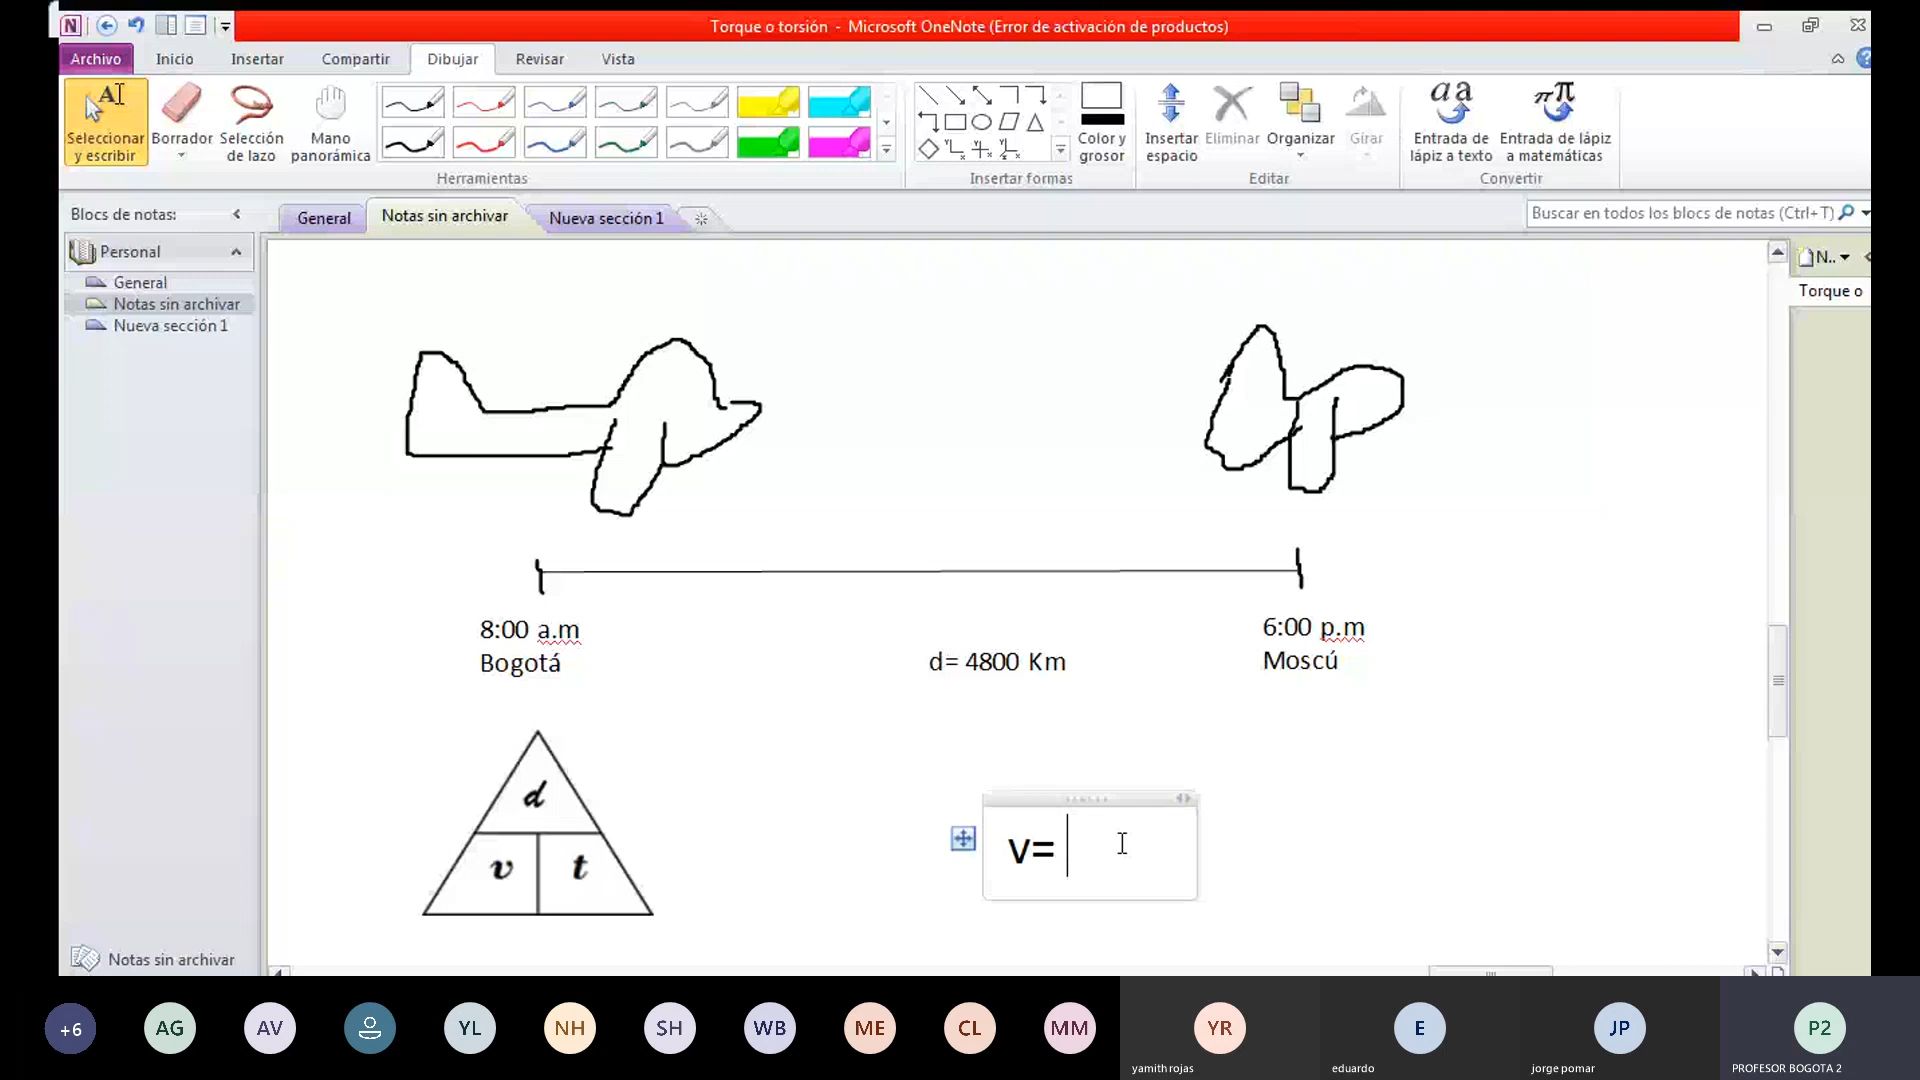 Torque o torsión - Microsoft OneNote (Error de activación de productos)
Archivo Inicio Insertar Compartir Dibujar Revisar Vista
Seleccionar y escribir
Borrador
Selección de lazo
Mano panorámica
Herramientas
Insertar formas
Color y grosor
Insertar espacio
Eliminar
Organizar
Girar
Editar
aa
Entrada de lápiz a texto
π π
Entrada de lápiz a matemáticas
Convertir
Blocs de notas:
General Notas sin archivar Nueva sección 1
Buscar en todos los blocs de notas (Ctrl+T)
Personal
General
Notas sin archivar
Nueva sección 1
N..
Torque o
8:00 a.m
Bogotá
d= 4800 Km
6:00 p.m
Moscú
d
v t
v=
Notas sin archivar
+6 AG AV YL NH SH WB ME CL MM YR E JP P2
yamith rojas eduardo jorge pomar PROFESOR BOGOTA 2